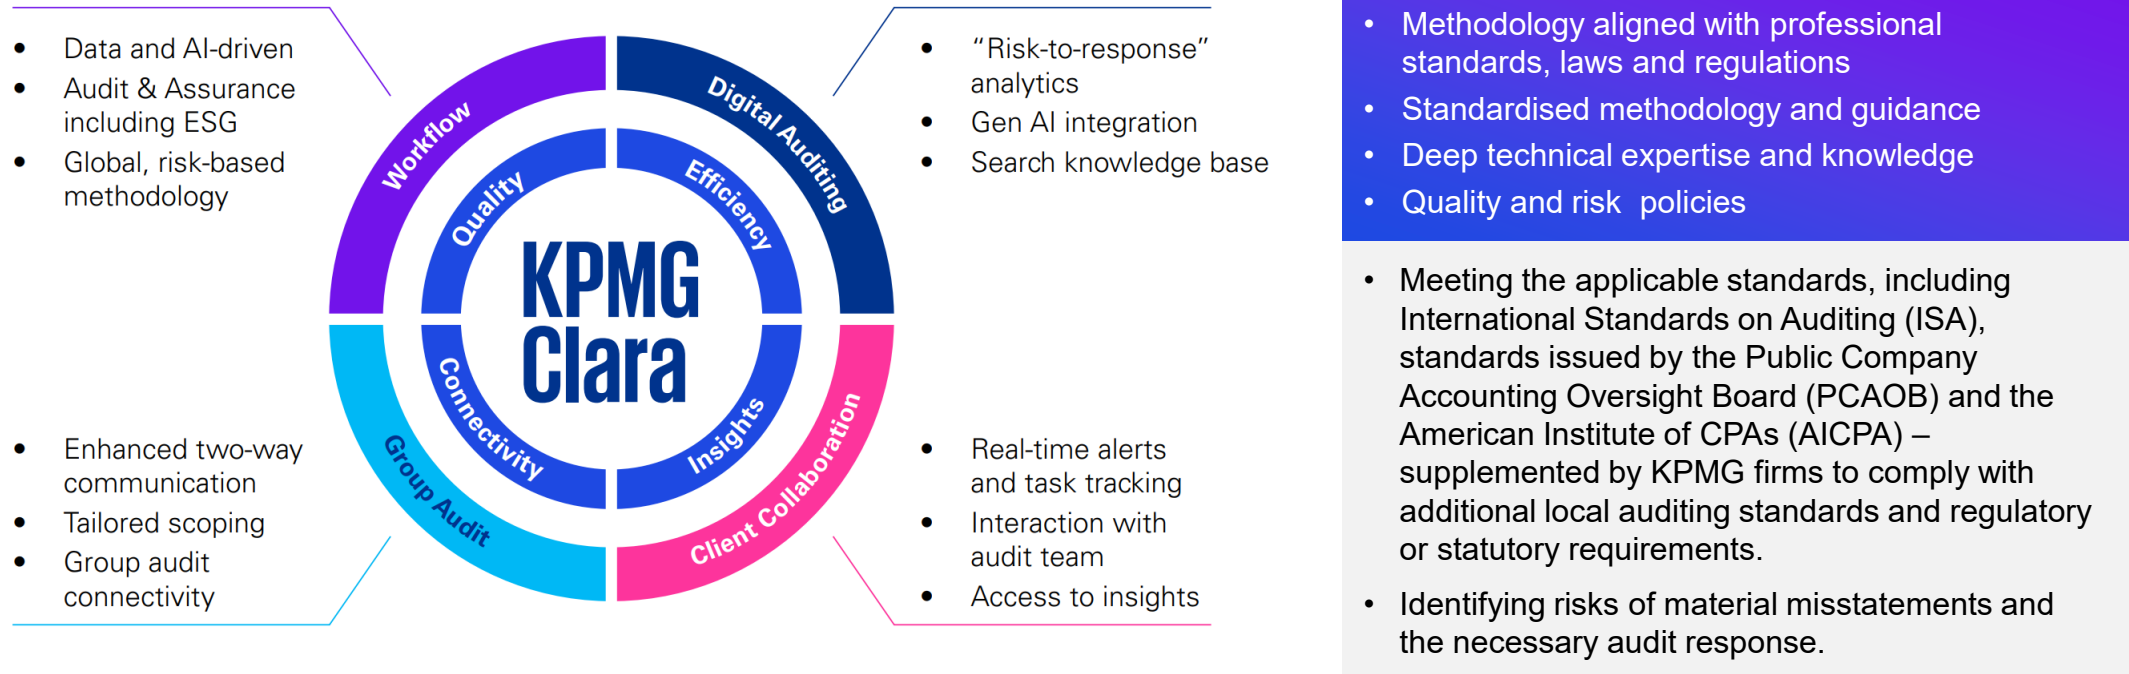 • Data and AI-driven
• Audit & Assurance
including ESG
• Global, risk-based
methodology
• “Risk-to-response”
analytics
• Gen AI integration
• Search knowledge base
Workflow
Digital Auditing
Quality
Efficiency
KPMG
Clara
Connectivity
Insights
Group Audit
Client Collaboration
• Enhanced two-way
communication
• Tailored scoping
• Group audit
connectivity
• Real-time alerts
and task tracking
• Interaction with
audit team
• Access to insights
• Methodology aligned with professional
standards, laws and regulations
• Standardised methodology and guidance
• Deep technical expertise and knowledge
• Quality and risk  policies
• Meeting the applicable standards, including
International Standards on Auditing (ISA),
standards issued by the Public Company
Accounting Oversight Board (PCAOB) and the
American Institute of CPAs (AICPA) –
supplemented by KPMG firms to comply with
additional local auditing standards and regulatory
or statutory requirements.
• Identifying risks of material misstatements and
the necessary audit response.